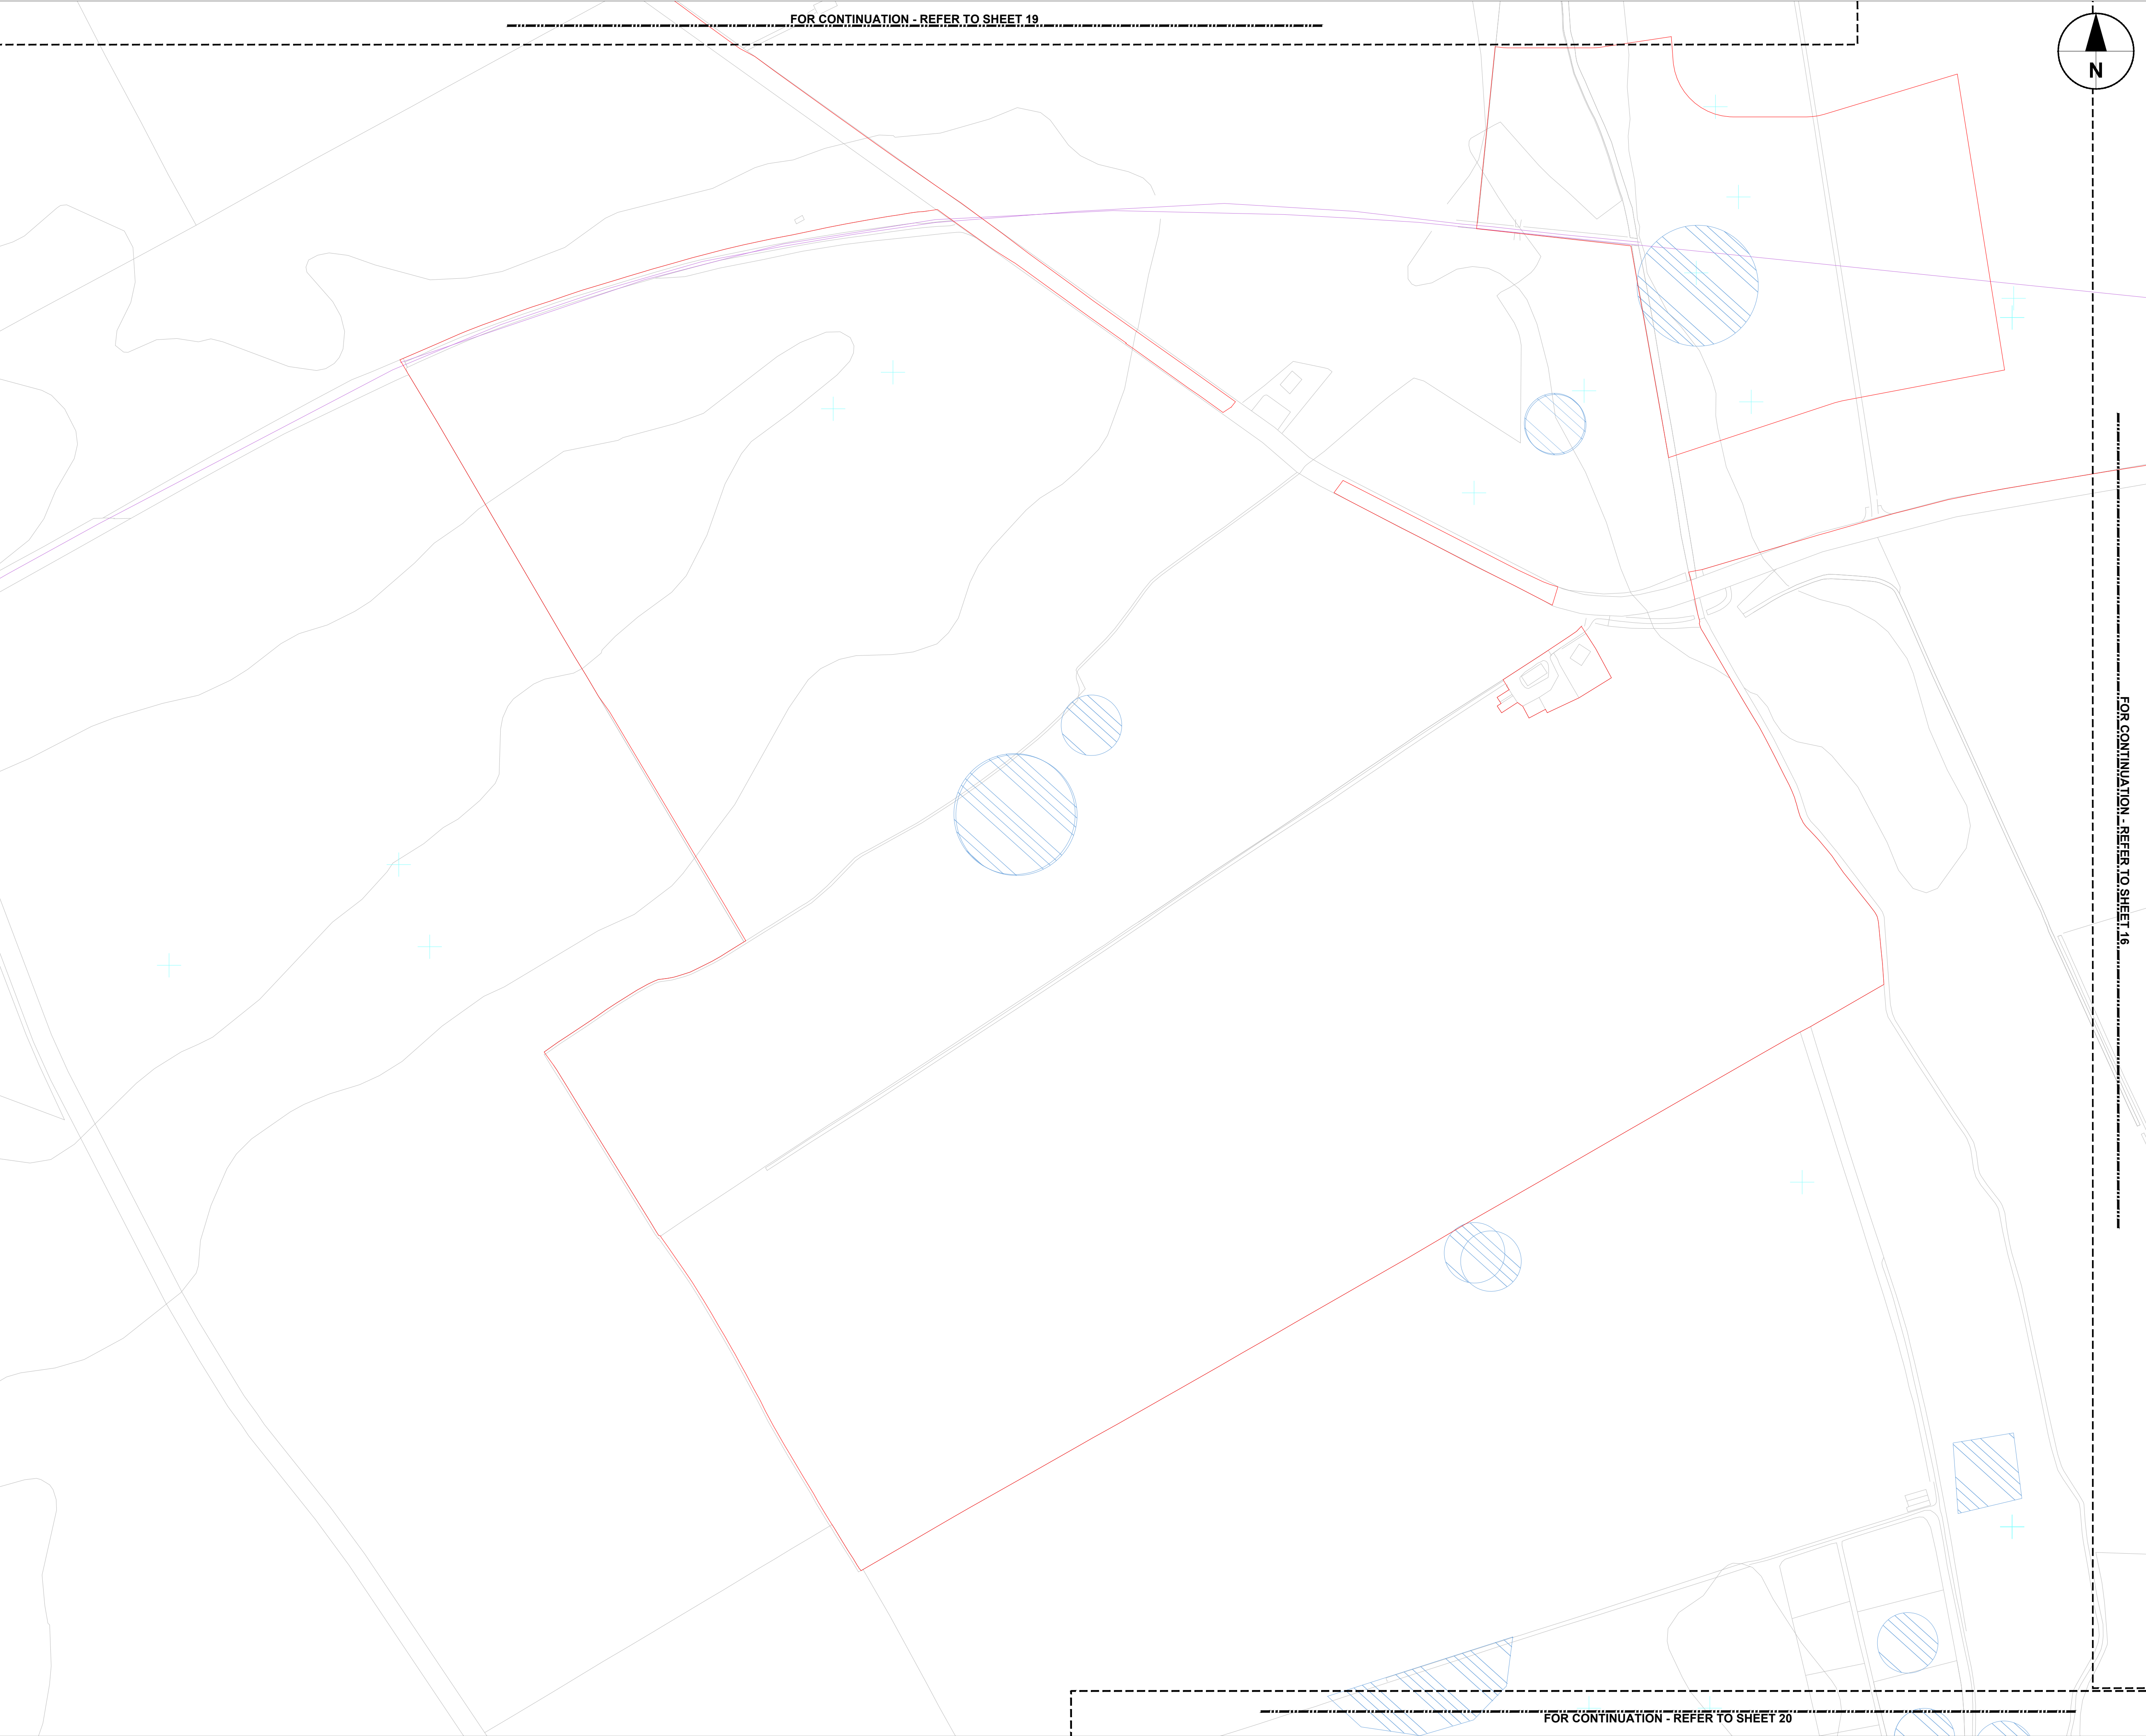 FOR CONTINUATION - REFER TO SHEET 19
N
FOR CONTINUATION - REFER TO SHEET 16
FOR CONTINUATION - REFER TO SHEET 20